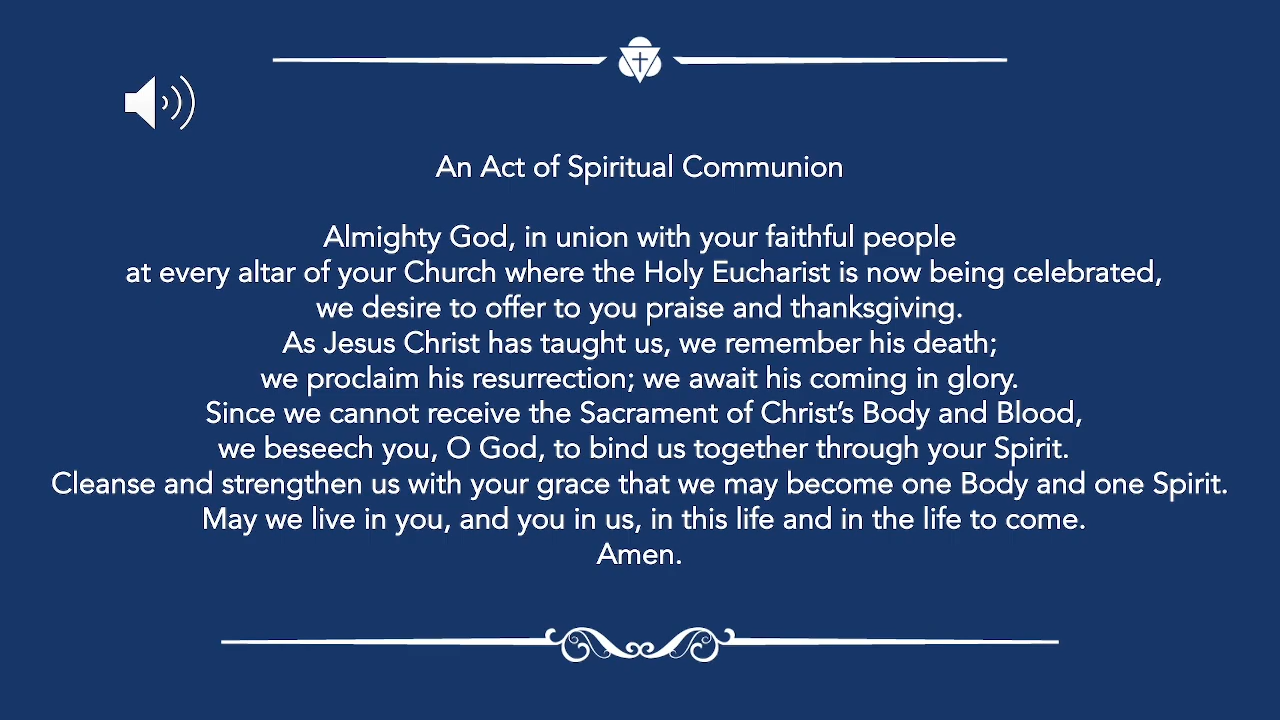 An Act of Spiritual Communion
Almighty God, in union with your faithful people
at every altar of your Church where the Holy Eucharist is now being celebrated,
we desire to offer to you praise and thanksgiving.
As Jesus Christ has taught us, we remember his death;
we proclaim his resurrection; we await his coming in glory.
Since we cannot receive the Sacrament of Christ’s Body and Blood,
we beseech you, O God, to bind us together through your Spirit.
Cleanse and strengthen us with your grace that we may become one Body and one Spirit.
May we live in you, and you in us, in this life and in the life to come.
Amen.